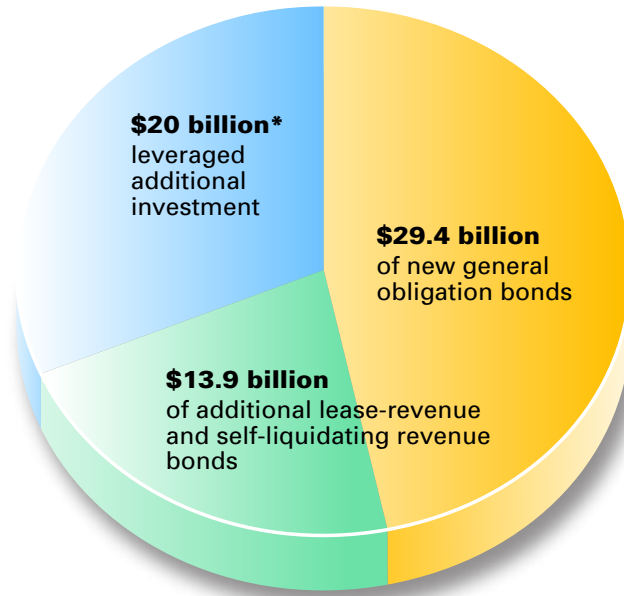 $20 billion*
leveraged
additional
investment
$29.4 billion
of new general
obligation bonds
$13.9 billion
of additional lease-revenue
and self-liquidating revenue
bonds